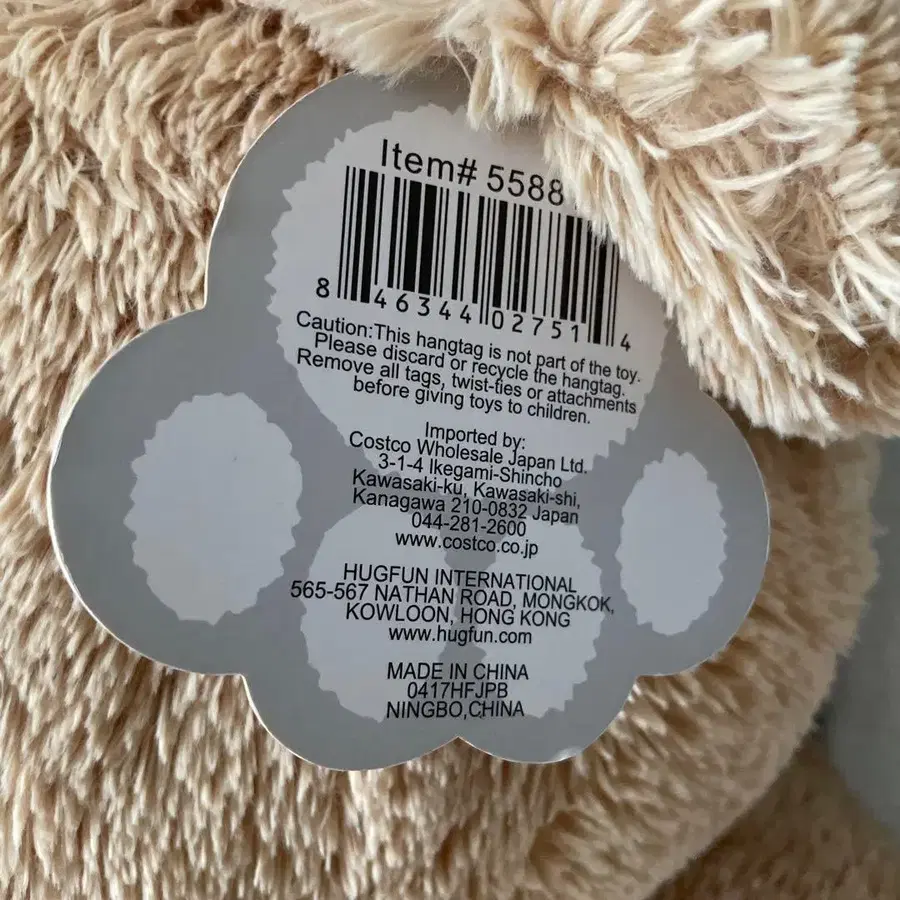 Item# 5588
8 46344 02751 4
Caution:This hangtag is not part of the toy.
Please discard or recycle the hangtag.
Remove all tags, twist-ties or attachments
before giving toys to children.
Imported by:
Costco Wholesale Japan Ltd.
3-1-4 Ikegami-Shincho
Kawasaki-ku, Kawasaki-shi,
Kanagawa 210-0832 Japan
044-281-2600
www.costco.co.jp
HUGFUN INTERNATIONAL
565-567 NATHAN ROAD, MONGKOK,
KOWLOON, HONG KONG
www.hugfun.com
MADE IN CHINA
0417HFJPB
NINGBO,CHINA